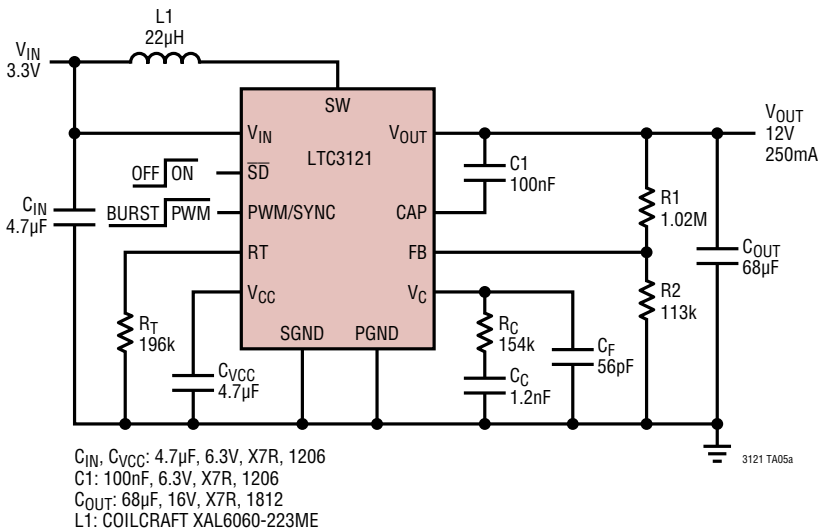 L1
22µH
VIN
3.3V
SW
VIN
VOUT
VOUT
12V
250mA
LTC3121
OFF ON
SD
C1
100nF
BURST PWM
PWM/SYNC
CAP
R1
1.02M
CIN
4.7µF
RT
FB
COUT
68µF
VCC
VC
R2
113k
RT
196k
SGND
PGND
RC
154k
CF
56pF
CVCC
4.7µF
CC
1.2nF
3121 TA05a
CIN, CVCC: 4.7µF, 6.3V, X7R, 1206
C1: 100nF, 6.3V, X7R, 1206
COUT: 68µF, 16V, X7R, 1812
L1: COILCRAFT XAL6060-223ME